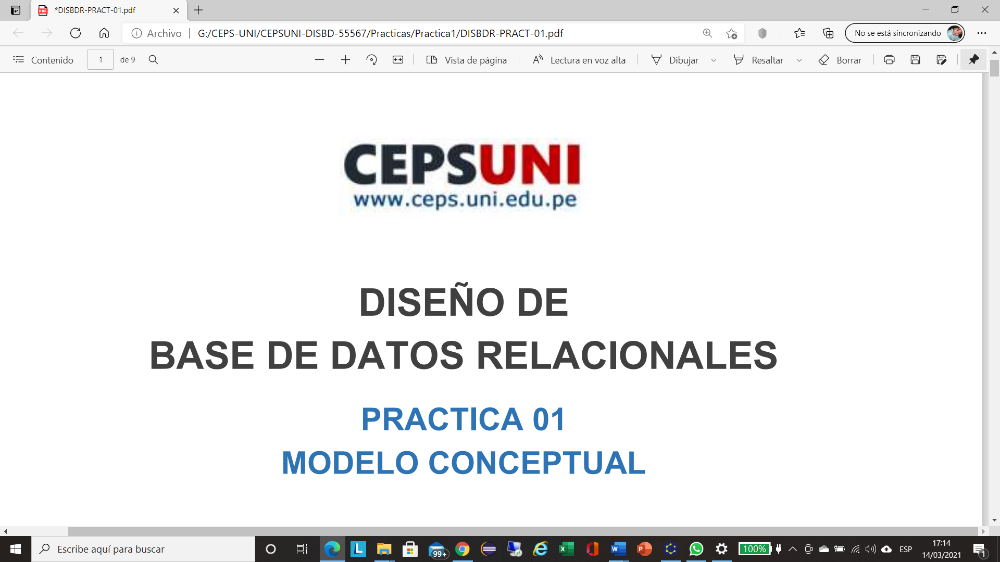 *DISBDR-PRACT-01.pdf
Archivo | G:/CEPS-UNI/CEPSUNI-DISBD-55567/Practicas/Practica1/DISBDR-PRACT-01.pdf
No se está sincronizando
Contenido 1 de 9 Vista de página Lectura en voz alta Dibujar Resaltar Borrar
CEPSUNI
www.ceps.uni.edu.pe
DISEÑO DE
BASE DE DATOS RELACIONALES
PRACTICA 01
MODELO CONCEPTUAL
Escribe aquí para buscar
99+
100%
ESP
17:14
14/03/2021
1